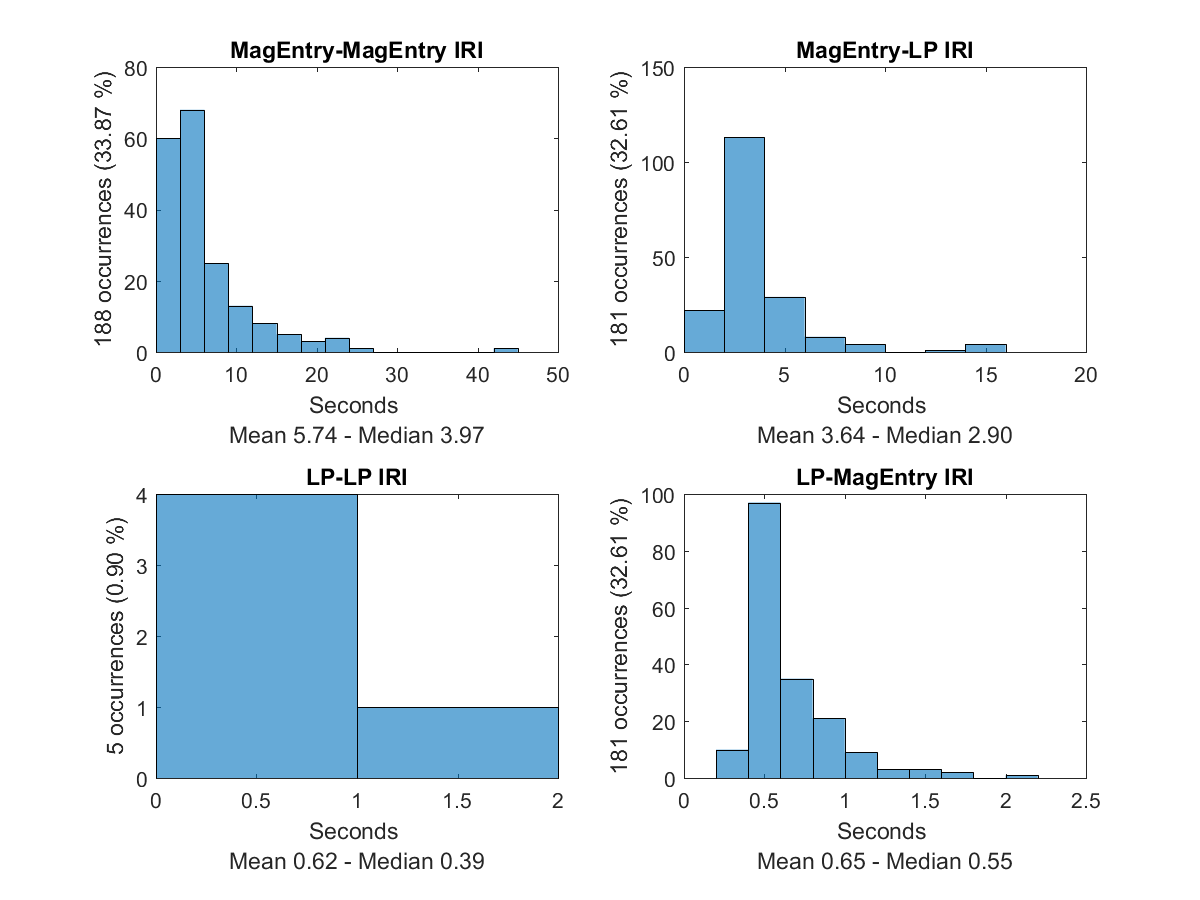 MagEntry-MagEntry IRI
188 occurrences (33.87 %)
80
60
40
20
0
0 10 20 30 40 50
Seconds
Mean 5.74 - Median 3.97
MagEntry-LP IRI
181 occurrences (32.61 %)
150
100
50
0
0 5 10 15 20
Seconds
Mean 3.64 - Median 2.90
LP-LP IRI
5 occurrences (0.90 %)
4
3
2
1
0
0 0.5 1 1.5 2
Seconds
Mean 0.62 - Median 0.39
LP-MagEntry IRI
181 occurrences (32.61 %)
100
80
60
40
20
0
0 0.5 1 1.5 2 2.5
Seconds
Mean 0.65 - Median 0.55